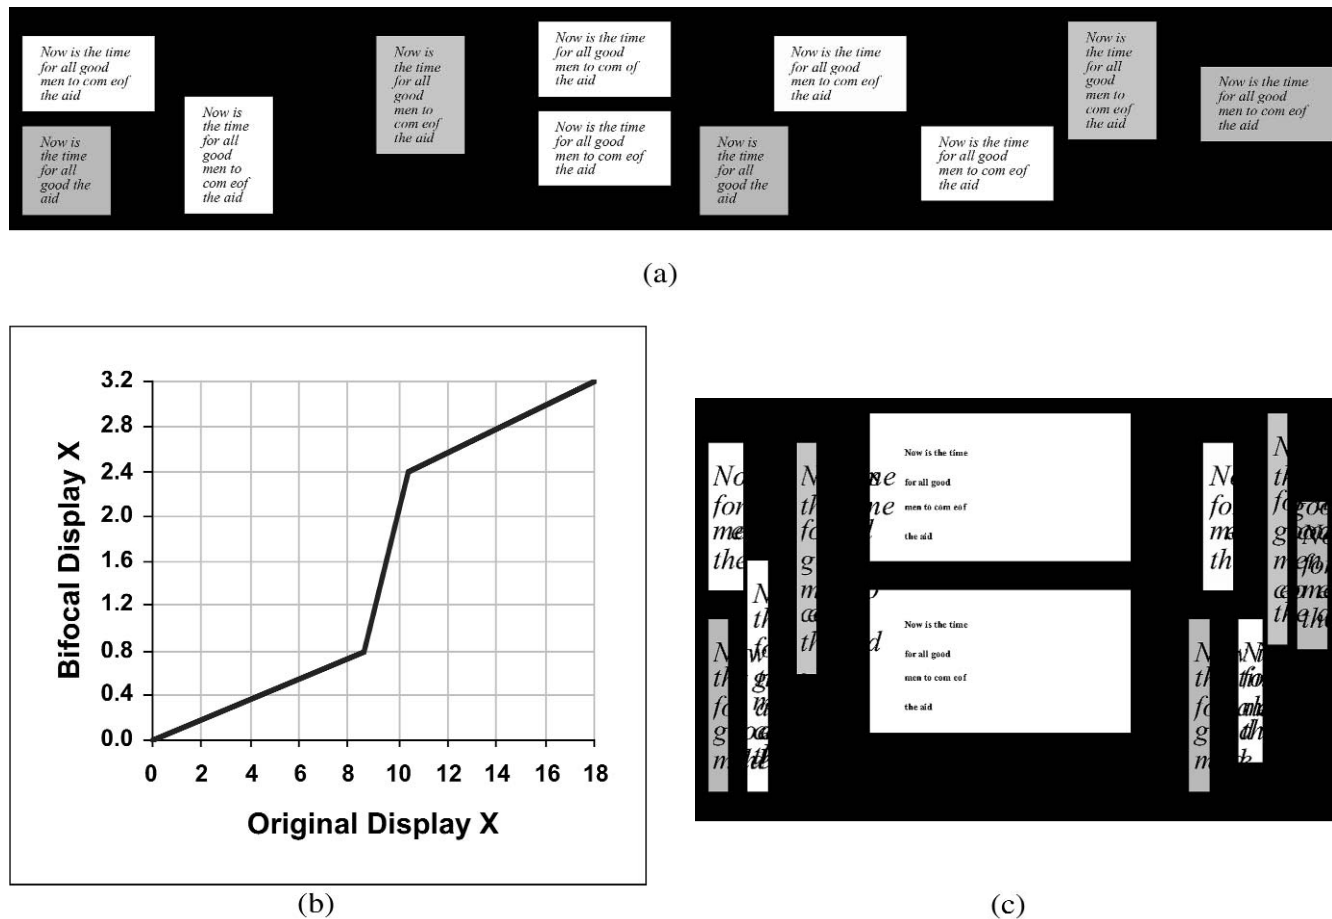 Now is the time
for all good
men to com eof
the aid
Now is
the time
for all
good the
aid
Now is
the time
for all
good
men to
com eof
the aid
Now is
the time
for all
good
men to
com eof
the aid
Now is the time
for all good
men to com of
the aid
Now is the time
for all good
men to com eof
the aid
Now is the time
for all good
men to com eof
the aid
Now is
the time
for all
good the
aid
Now is the time
for all good
men to com eof
the aid
Now is
the time
for all
good
men to
com eof
the aid
Now is the time
for all good
men to com eof
the aid
(a)
3.2
2.8
2.4
2.0
1.6
1.2
0.8
0.4
0.0
0 2 4 6 8 10 12 14 16 18
Bifocal Display X
Original Display X
(b)
Now is the time
for all good
men to com eof
the aid
Now is the time
for all good
men to com eof
the aid
(c)